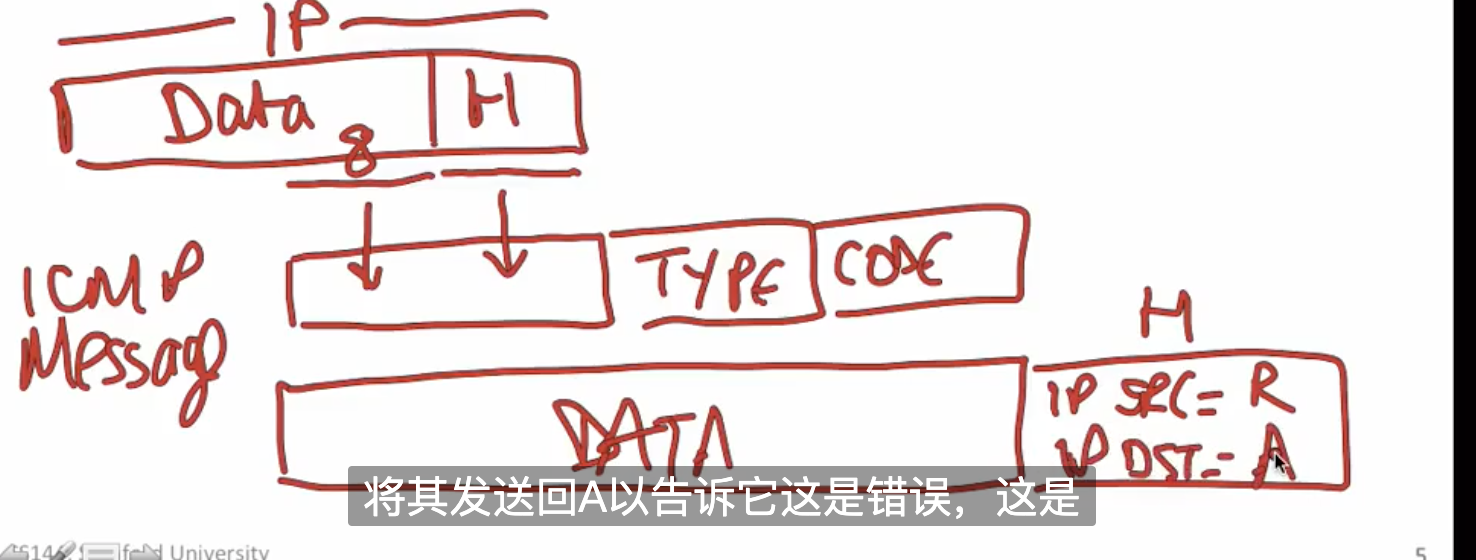 IP
Data 8 H
ICMP
Message
TYPE CODE
H
DATA
IP SRC = R
IP DST = A
将其发送回A以告诉它这是错误，这是
University
5